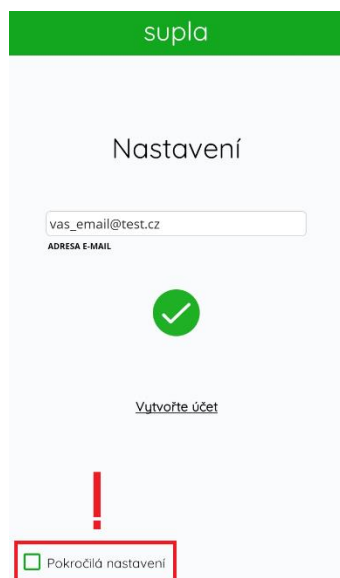 supla
Nastavení
vas_email@test.cz
ADRESA E-MAIL
Vytvořte účet
!
Pokročilá nastavení